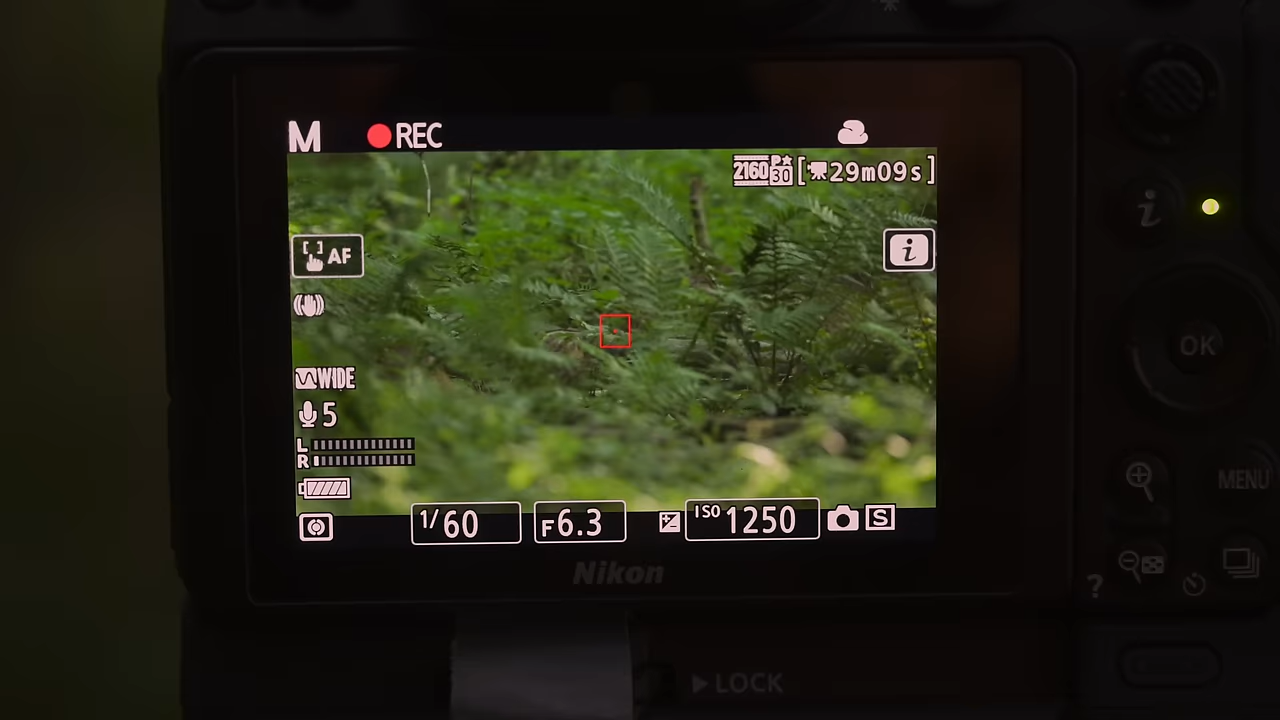 M REC
2160 P★ 30 [29m09s]
AF i i
WIDE
OK
5
L
R
MENU
1/60 F6.3 ISO 1250 S
Nikon
?
LOCK